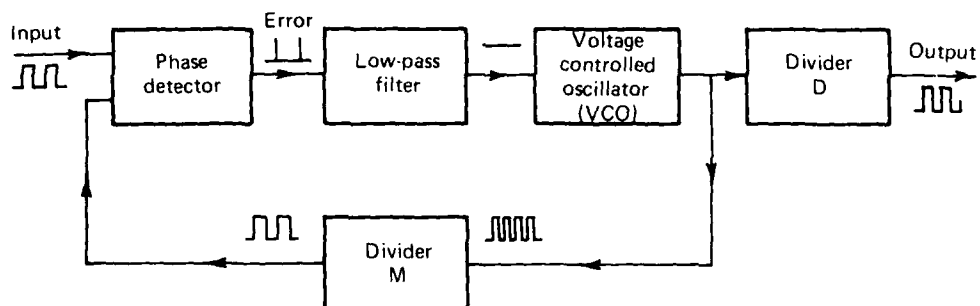 Input
Phase
detector
Error
Low-pass
filter
Voltage
controlled
oscillator
(VCO)
Divider
D
Output
Divider
M